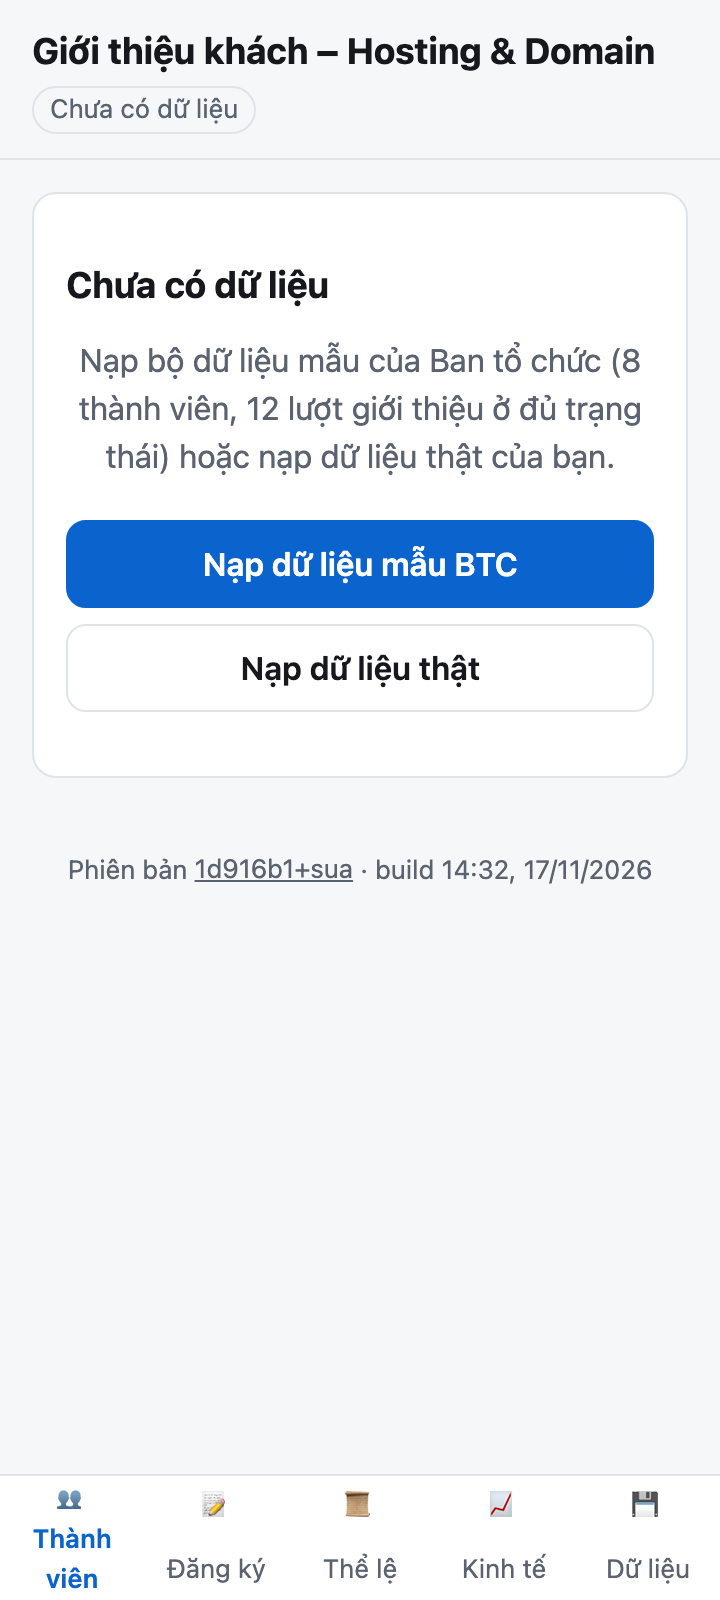 Giới thiệu khách – Hosting & Domain
Chưa có dữ liệu
Chưa có dữ liệu
Nạp bộ dữ liệu mẫu của Ban tổ chức (8
thành viên, 12 lượt giới thiệu ở đủ trạng
thái) hoặc nạp dữ liệu thật của bạn.
Nạp dữ liệu mẫu BTC
Nạp dữ liệu thật
Phiên bản 1d916b1+sua · build 14:32, 17/11/2026
Thành
viên
Đăng ký
Thể lệ
Kinh tế
Dữ liệu